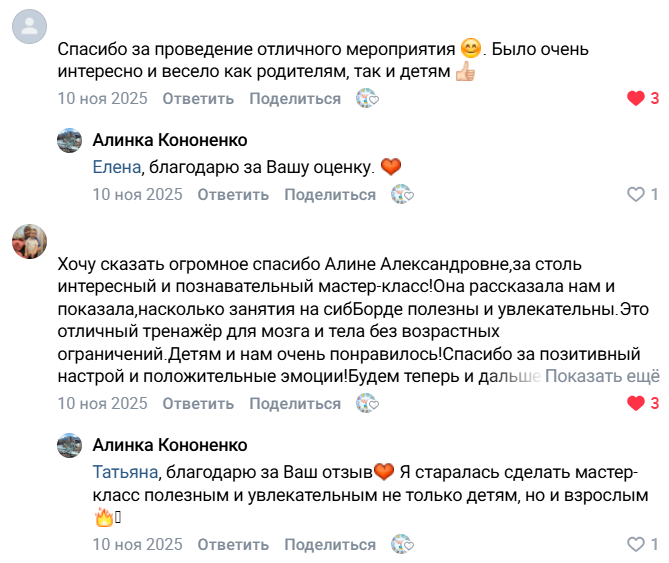 Спасибо за проведение отличного мероприятия 😊. Было очень
интересно и весело как родителям, так и детям 👍🏻
10 ноя 2025 Ответить Поделиться
3
Алинка Кононенко
Елена, благодарю за Вашу оценку. ❤
10 ноя 2025 Ответить Поделиться
1
Хочу сказать огромное спасибо Алине Александровне,за столь
интересный и познавательный мастер-класс!Она рассказала нам и
показала,насколько занятия на сибБорде полезны и увлекательны.Это
отличный тренажёр для мозга и тела без возрастных
ограничений.Детям и нам очень понравилось!Спасибо за позитивный
настрой и положительные эмоции!Будем теперь и дальше Показать ещё
10 ноя 2025 Ответить Поделиться
3
Алинка Кононенко
Татьяна, благодарю за Ваш отзыв❤ Я старалась сделать мастер-
класс полезным и увлекательным не только детям, но и взрослым
🔥
10 ноя 2025 Ответить Поделиться
1